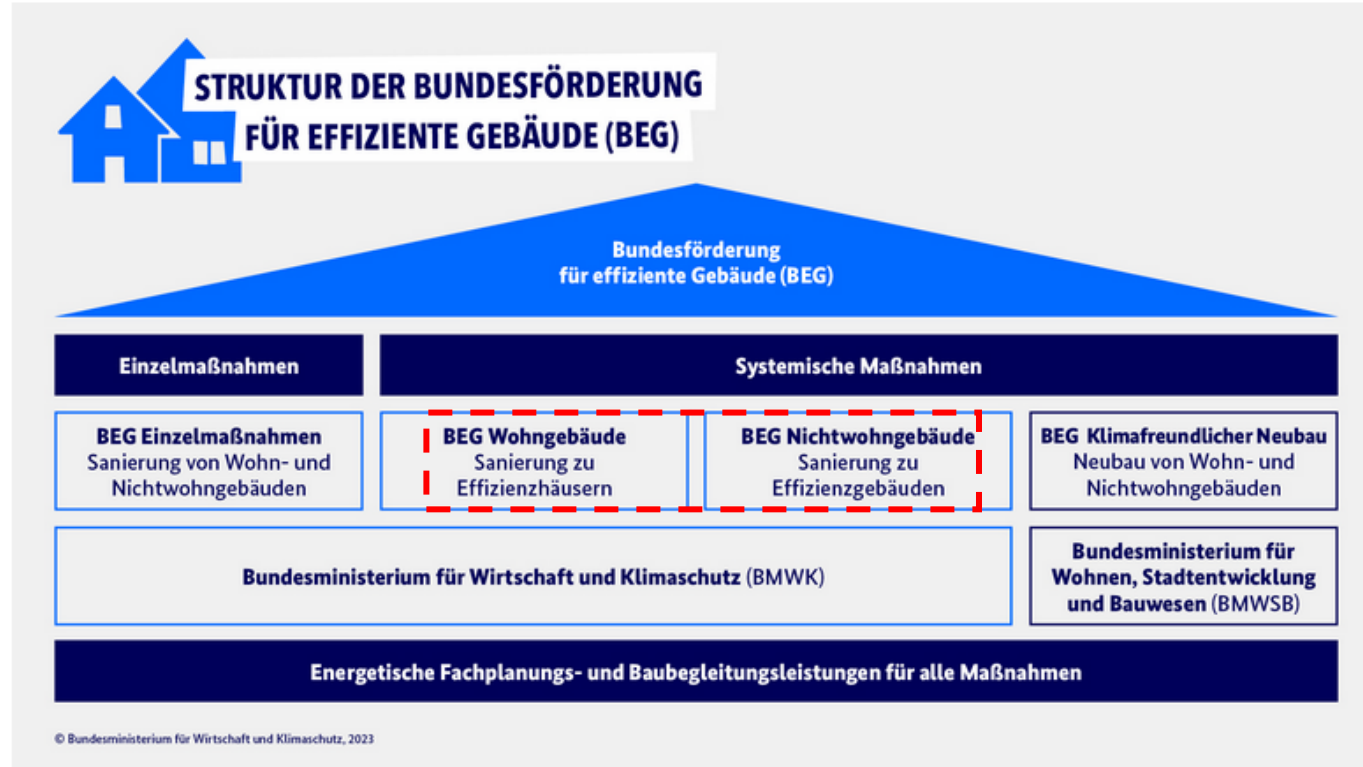 STRUKTUR DER BUNDESFÖRDERUNG
FÜR EFFIZIENTE GEBÄUDE (BEG)
Bundesförderung
für effiziente Gebäude (BEG)
Einzelmaßnahmen
Systemische Maßnahmen
BEG Einzelmaßnahmen
Sanierung von Wohn- und
Nichtwohngebäuden
BEG Wohngebäude
Sanierung zu
Effizienzhäusern
BEG Nichtwohngebäude
Sanierung zu
Effizienzgebäuden
BEG Klimafreundlicher Neubau
Neubau von Wohn- und
Nichtwohngebäuden
Bundesministerium für Wirtschaft und Klimaschutz (BMWK)
Bundesministerium für
Wohnen, Stadtentwicklung
und Bauwesen (BMWSB)
Energetische Fachplanungs- und Baubegleitungsleistungen für alle Maßnahmen
© Bundesministerium für Wirtschaft und Klimaschutz, 2023